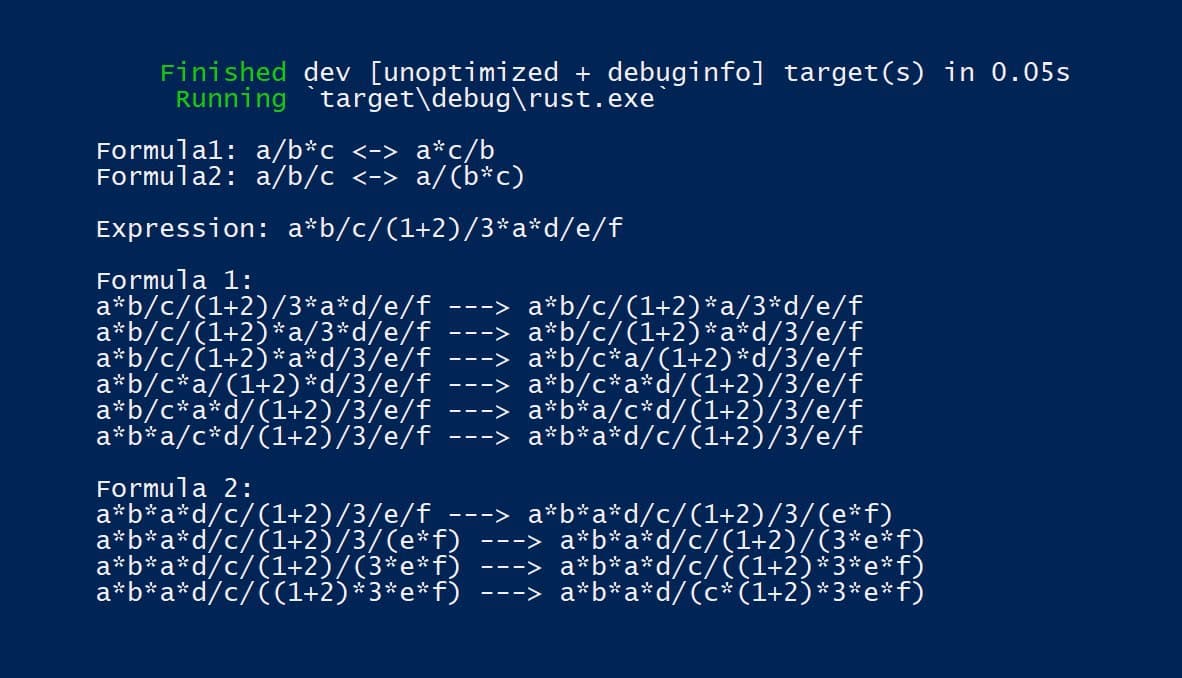 Finished dev [unoptimized + debuginfo] target(s) in 0.05s
Running `target\debug\rust.exe`
Formula1: a/b*c <-> a*c/b
Formula2: a/b/c <-> a/(b*c)
Expression: a*b/c/(1+2)/3*a*d/e/f
Formula 1:
a*b/c/(1+2)/3*a*d/e/f ---> a*b/c/(1+2)*a/3*d/e/f
a*b/c/(1+2)*a/3*d/e/f ---> a*b/c/(1+2)*a*d/3/e/f
a*b/c/(1+2)*a*d/3/e/f ---> a*b/c*a/(1+2)*d/3/e/f
a*b/c*a/(1+2)*d/3/e/f ---> a*b/c*a*d/(1+2)/3/e/f
a*b/c*a*d/(1+2)/3/e/f ---> a*b*a/c*d/(1+2)/3/e/f
a*b*a/c*d/(1+2)/3/e/f ---> a*b*a*d/c/(1+2)/3/e/f
Formula 2:
a*b*a*d/c/(1+2)/3/e/f ---> a*b*a*d/c/(1+2)/3/(e*f)
a*b*a*d/c/(1+2)/3/(e*f) ---> a*b*a*d/c/(1+2)/(3*e*f)
a*b*a*d/c/(1+2)/(3*e*f) ---> a*b*a*d/c/((1+2)*3*e*f)
a*b*a*d/c/((1+2)*3*e*f) ---> a*b*a*d/(c*(1+2)*3*e*f)